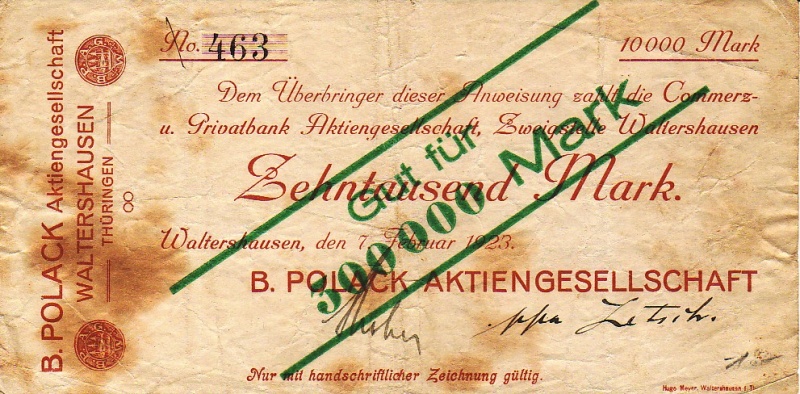 No. 463
10000 Mark
Dem Überbringer dieser Anweisung zahlt die Commerz-
u. Privatbank Aktiengesellschaft, Zweigstelle Waltershausen
Zehntausend Mark.
Waltershausen, den 7. Februar 1923.
B. POLACK-AKTIENGESELLSCHAFT
ppa Zetsch.
Nur mit handschriftlicher Zeichnung gültig.
Hugo Meyer, Waltershausen i. Th.
Gut für
300000 Mark
B. POLACK Aktiengesellschaft
WALTERSHAUSEN
THÜRINGEN